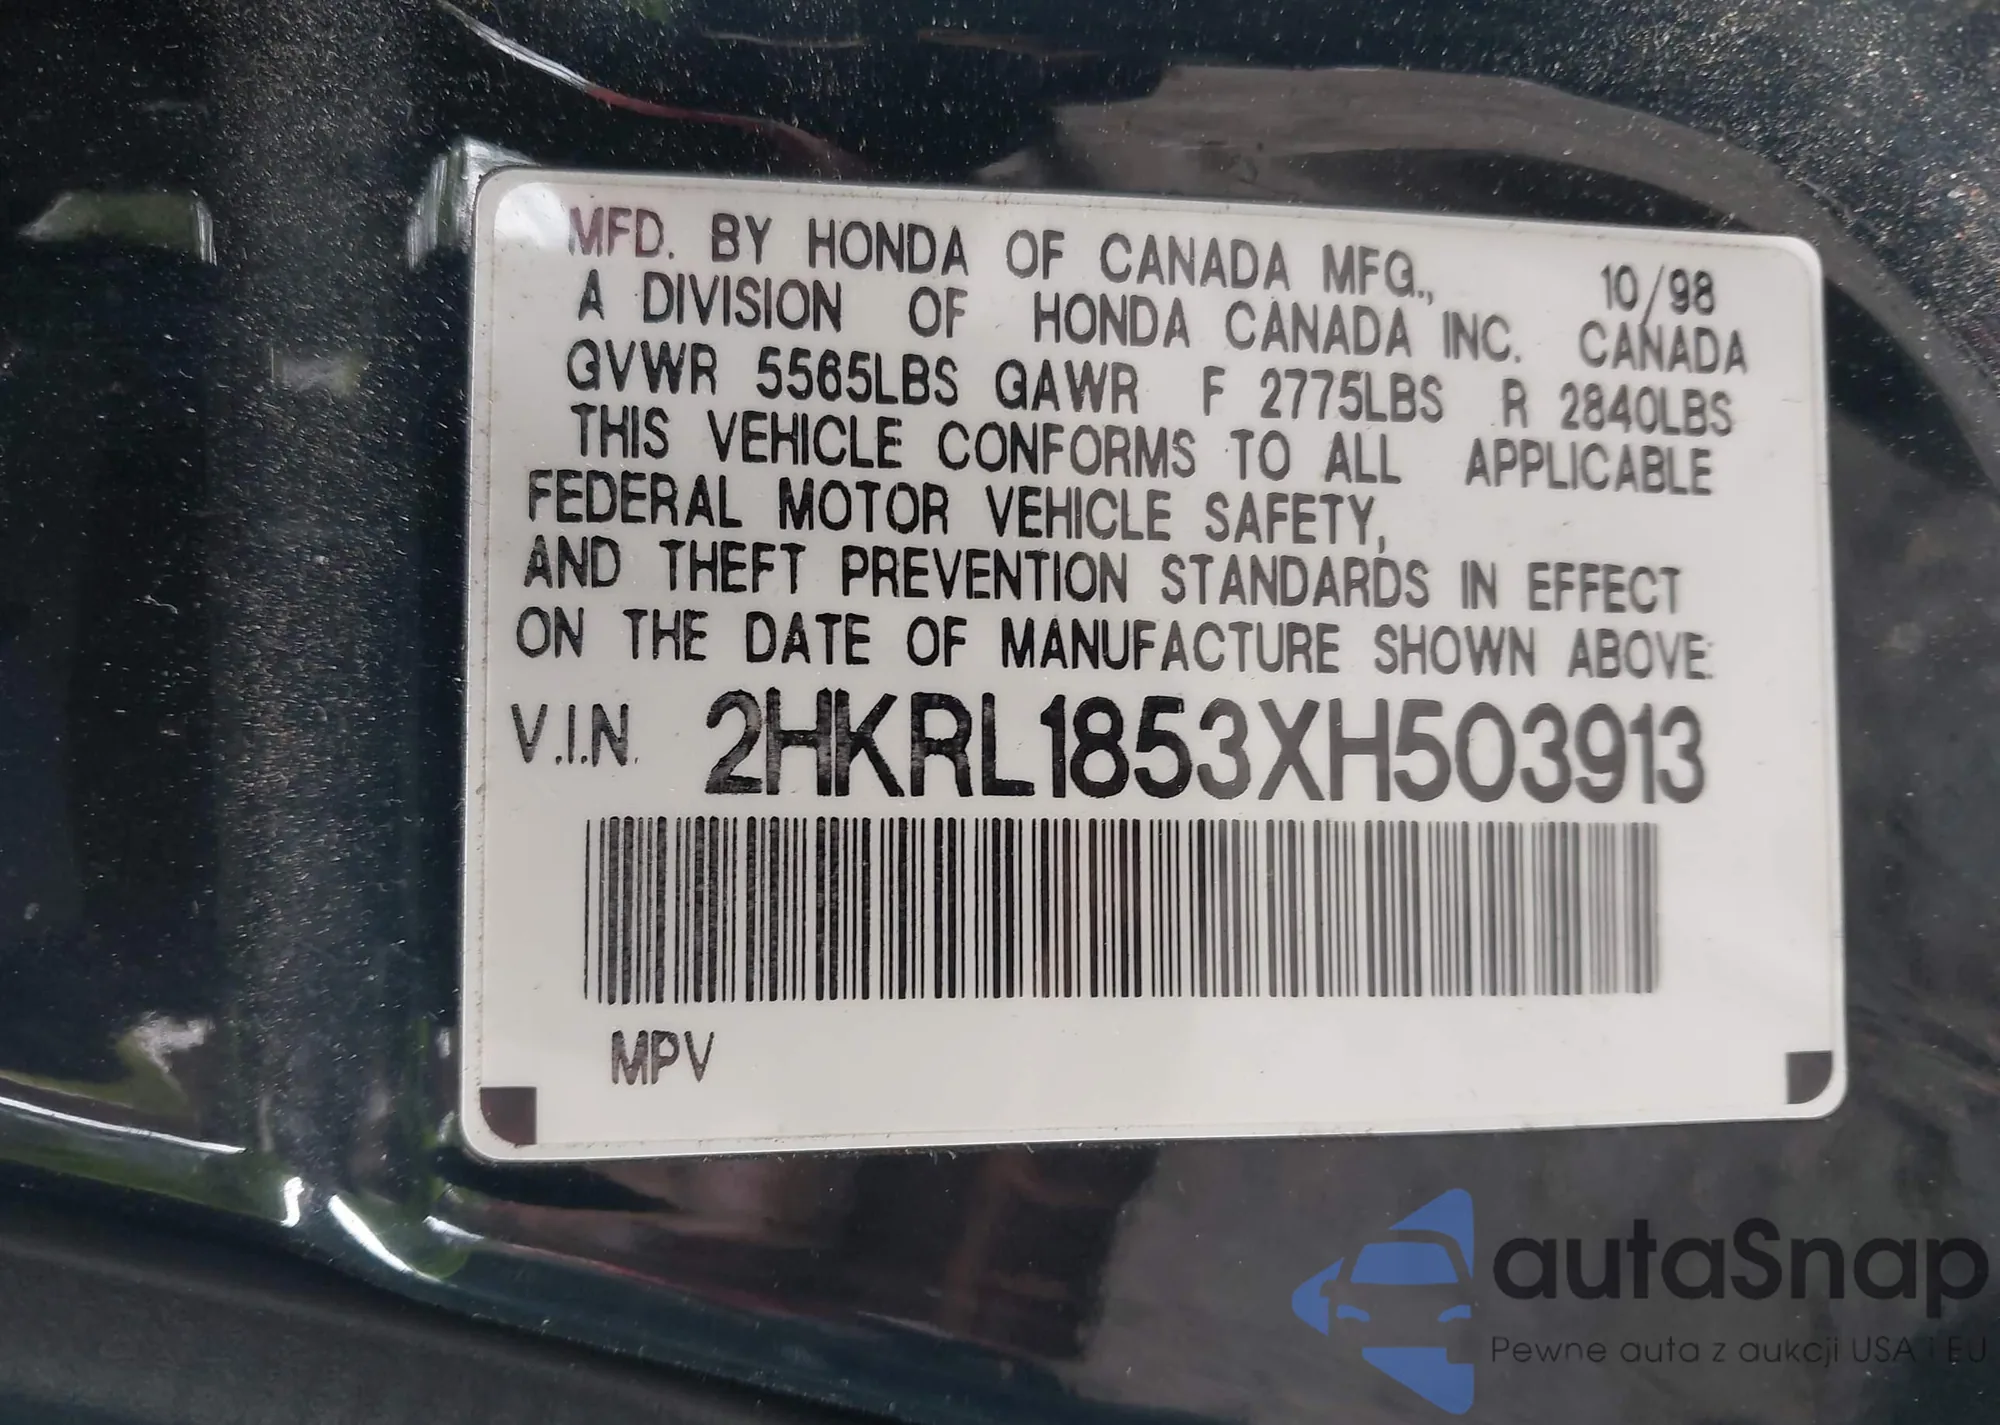 MFD. BY HONDA OF CANADA MFG., 10/98
A DIVISION OF HONDA CANADA INC. CANADA
GVWR 5565LBS GAWR F 2775LBS R 2840LBS
THIS VEHICLE CONFORMS TO ALL APPLICABLE
FEDERAL MOTOR VEHICLE SAFETY,
AND THEFT PREVENTION STANDARDS IN EFFECT
ON THE DATE OF MANUFACTURE SHOWN ABOVE.
V.I.N. 2HKRL1853XH503913
MPV
autaSnap
Pewne auta z aukcji USA i EU